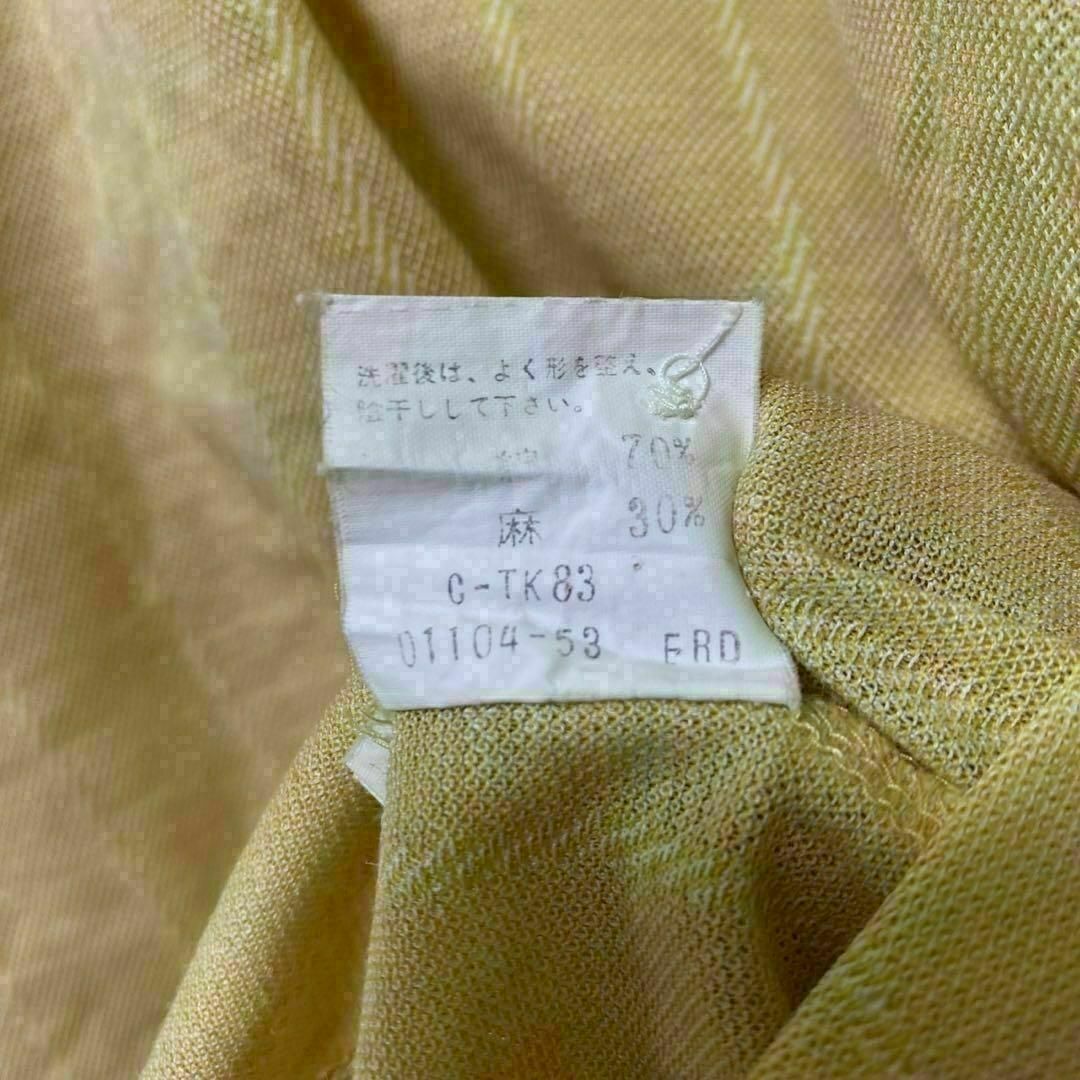 洗濯後は、よく形を整え。
陰干しして下さい。
70%
麻 30%
C-TK83
01104-53 ERD